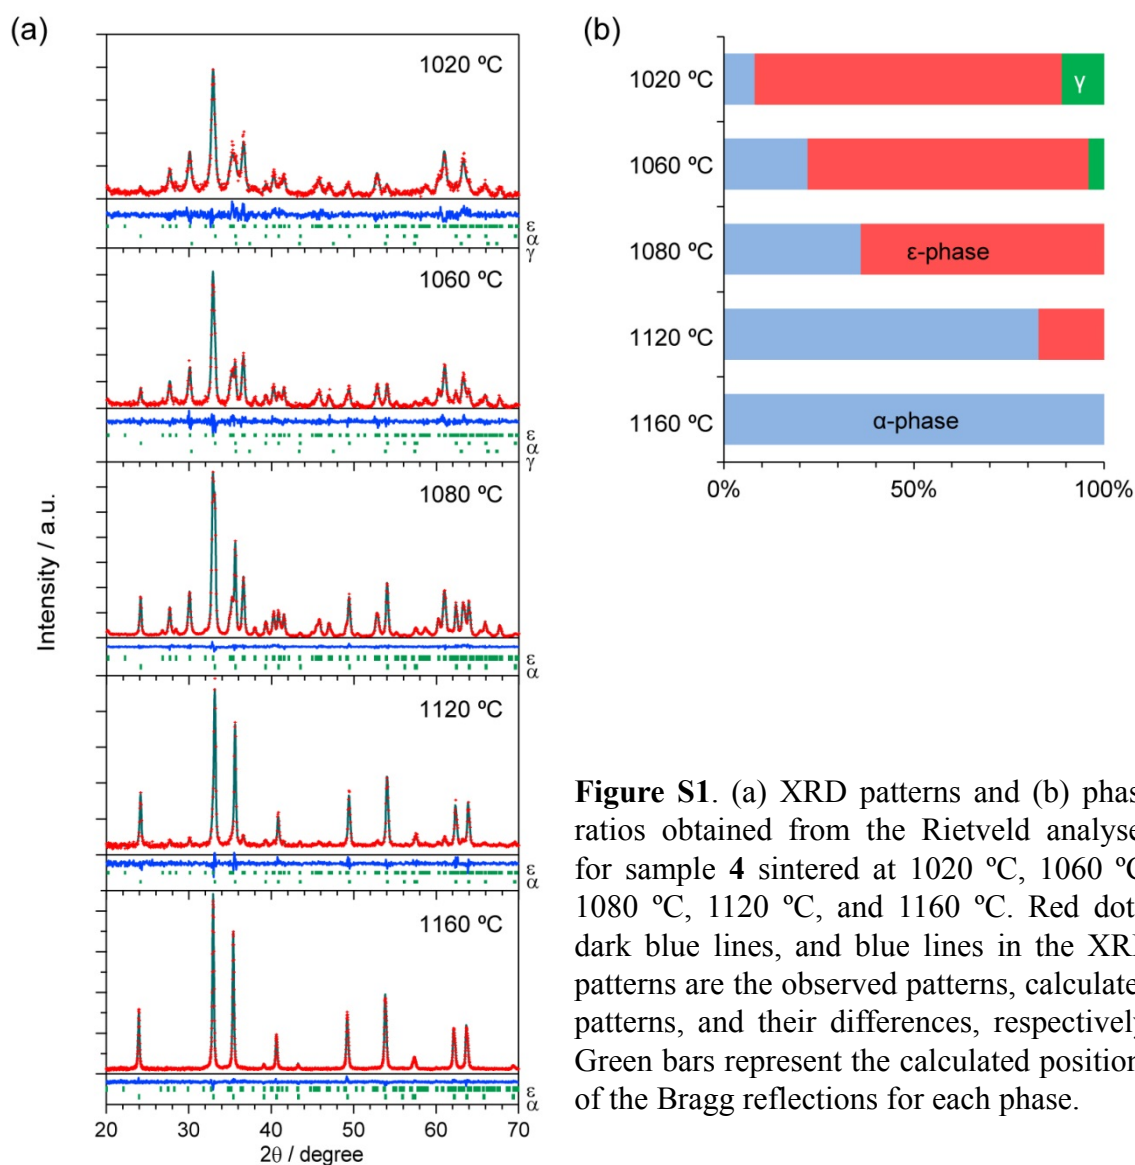 (a)
1020 ºC
ε
α
γ
1060 ºC
ε
α
γ
1080 ºC
ε
α
1120 ºC
ε
α
1160 ºC
ε
α
Intensity / a.u.
20 30 40 50 60 70
2θ / degree
(b)
1020 ºC
γ
1060 ºC
1080 ºC
ε-phase
1120 ºC
1160 ºC
α-phase
0% 50% 100%
Figure S1. (a) XRD patterns and (b) phas
ratios obtained from the Rietveld analyse
for sample 4 sintered at 1020 ºC, 1060 ºC
1080 ºC, 1120 ºC, and 1160 ºC. Red dot
dark blue lines, and blue lines in the XRI
patterns are the observed patterns, calculate
patterns, and their differences, respectively
Green bars represent the calculated position
of the Bragg reflections for each phase.